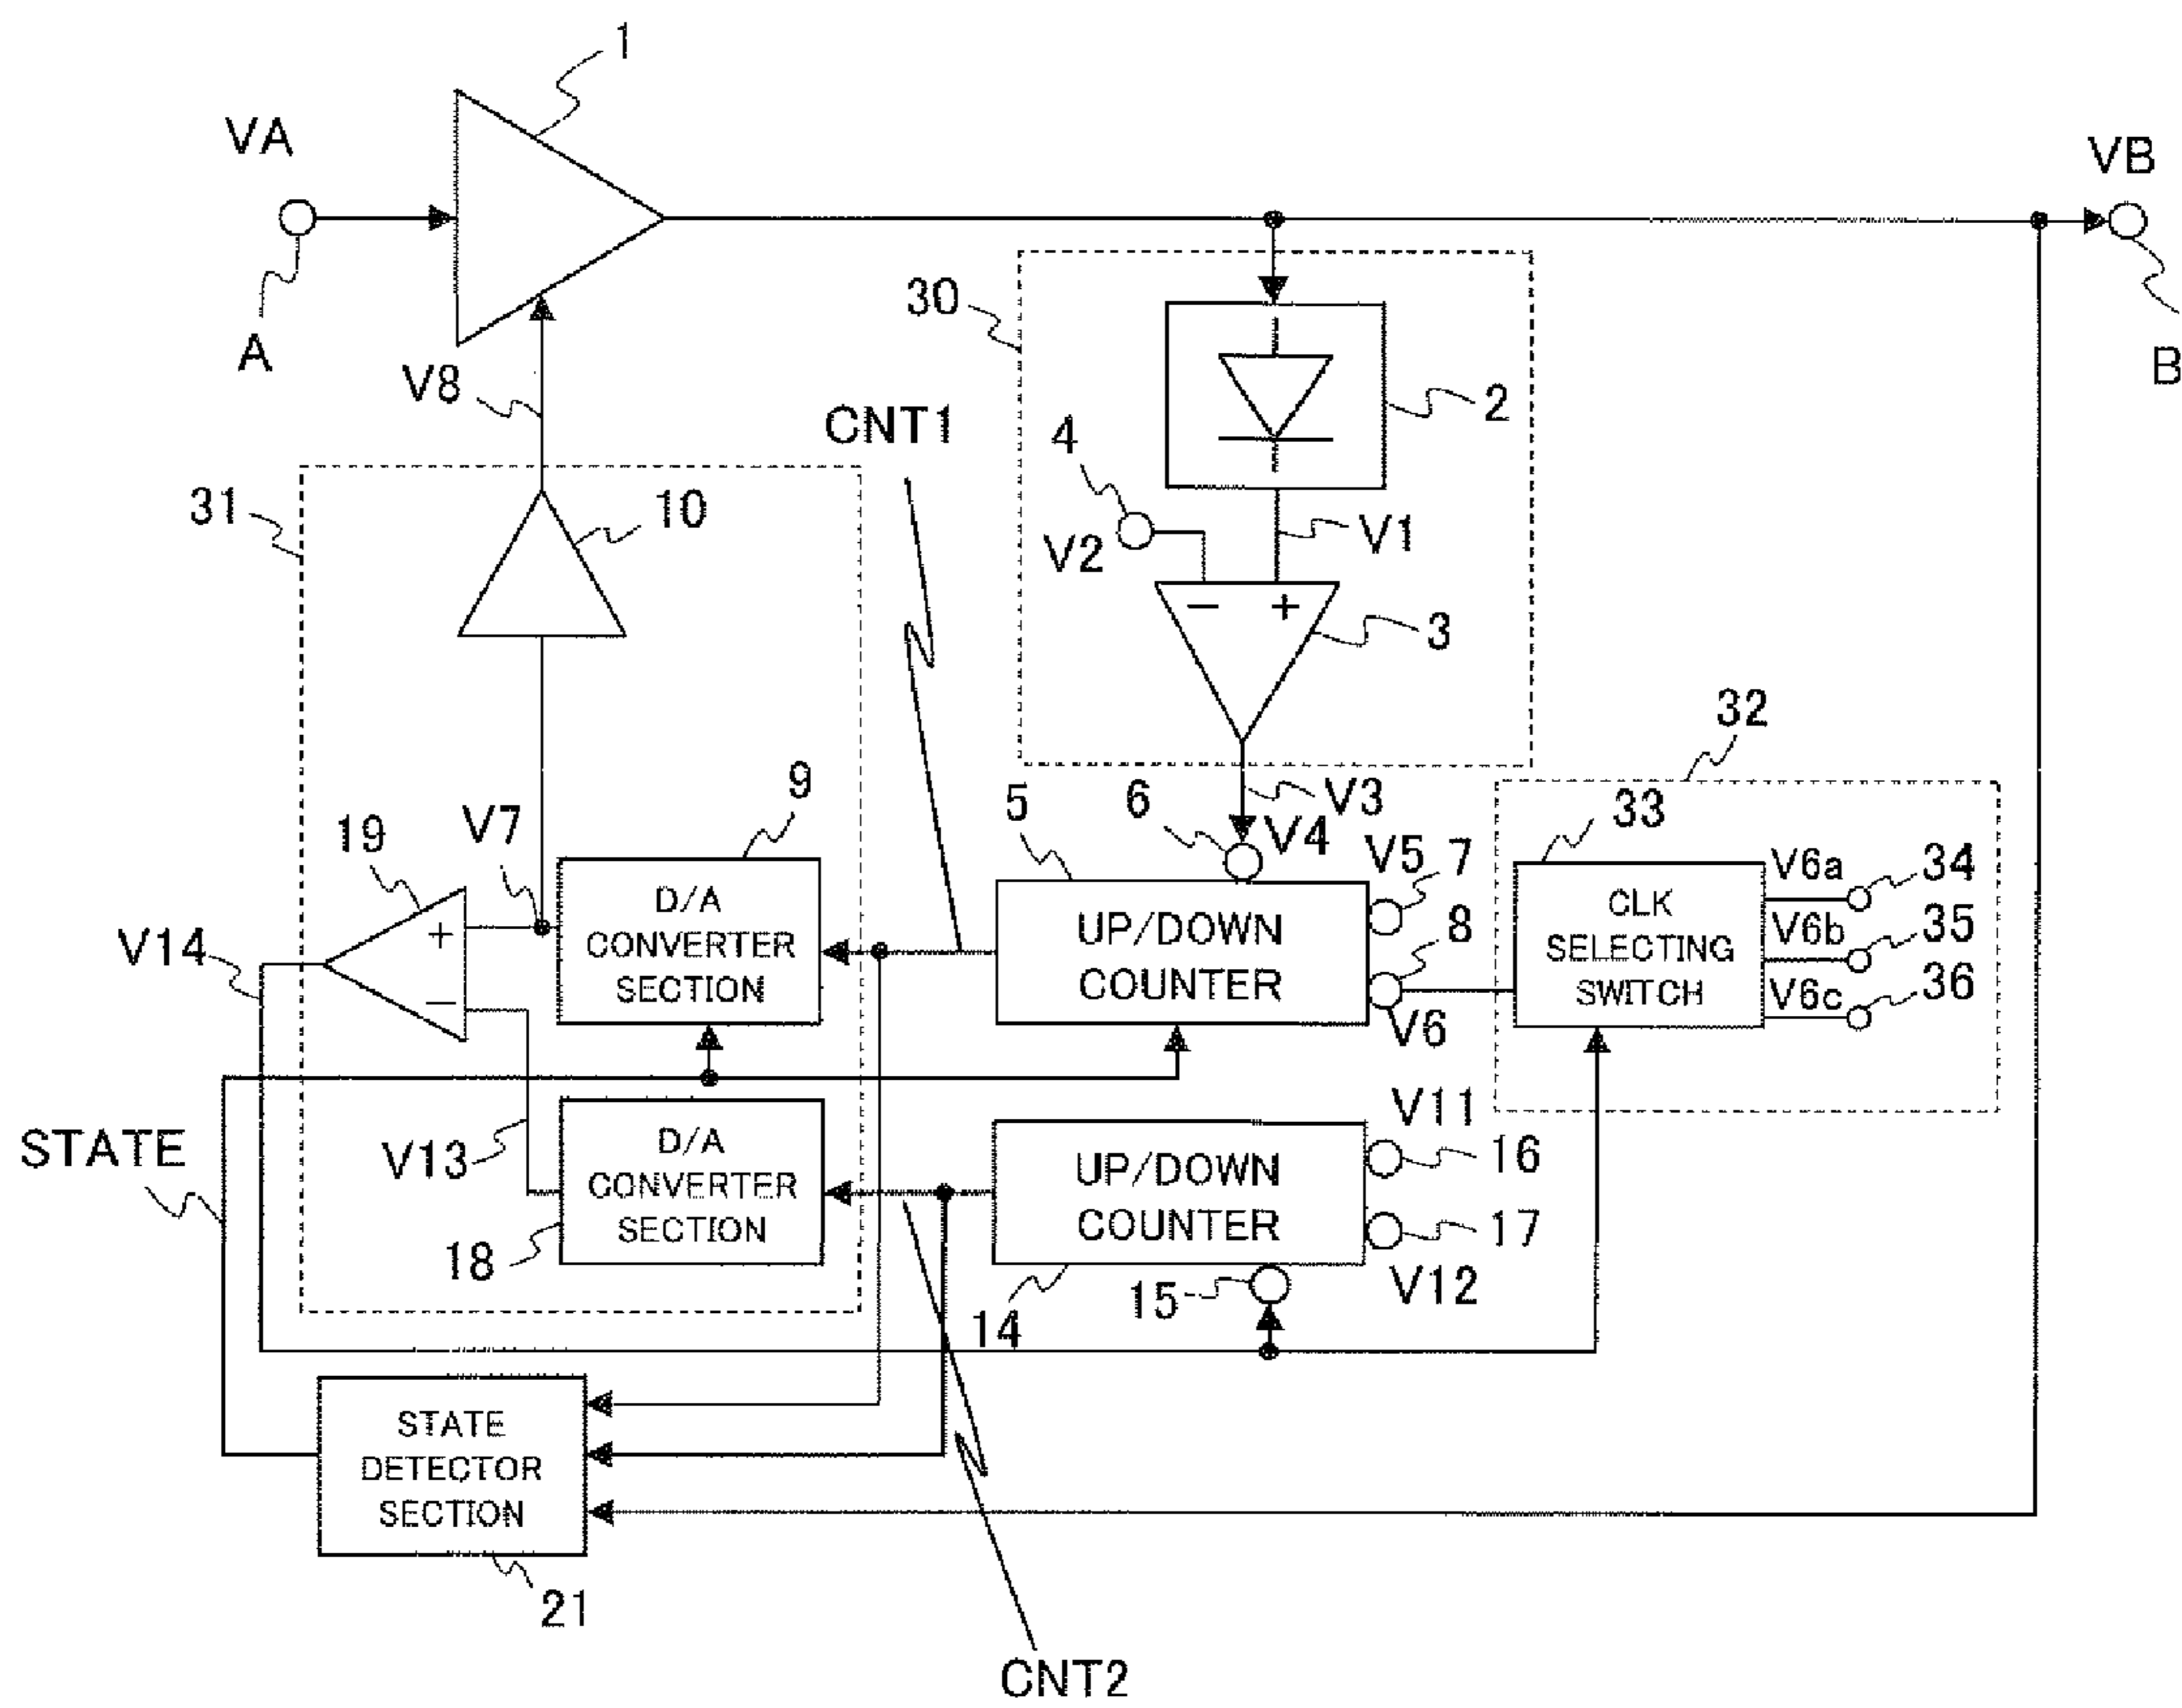 1
VA
VB
A
B
30
V8
2
CNT1
4
31
10
V1
V2
− +
3
32
9
5
6
V3
33
V4
V7
19
V5
7
V6a
34
D/A
CONVERTER
SECTION
UP/DOWN
COUNTER
8
CLK
SELECTING
SWITCH
V6b
35
V14
+
−
V6c
36
V6
V11
STATE
V13
D/A
CONVERTER
SECTION
UP/DOWN
COUNTER
16
17
18
15
V12
14
STATE
DETECTOR
SECTION
21
CNT2